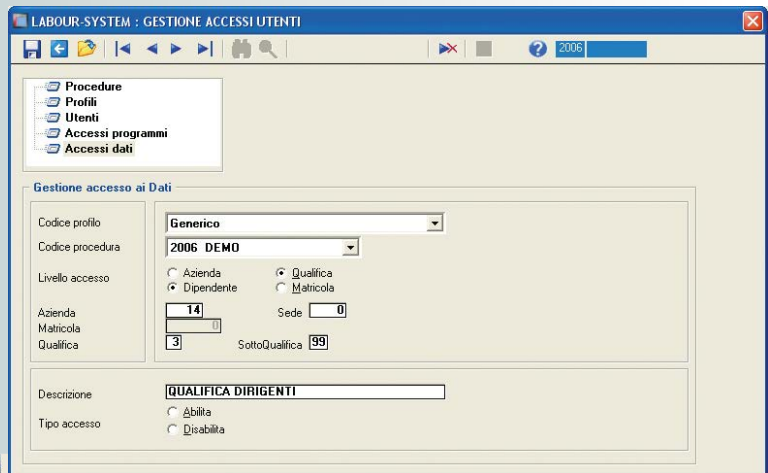 LABOUR-SYSTEM : GESTIONE ACCESSI UTENTI
2006
Procedure
Profili
Utenti
Accessi programmi
Accessi dati
Gestione accesso ai Dati
Codice profilo Generico
Codice procedura 2006 DEMO
Livello accesso Azienda Qualifica
Dipendente Matricola
Azienda 14 Sede 0
Matricola 0
Qualifica 3 SottoQualifica 99
Descrizione QUALIFICA DIRIGENTI
Tipo accesso Abilita
Disabilita